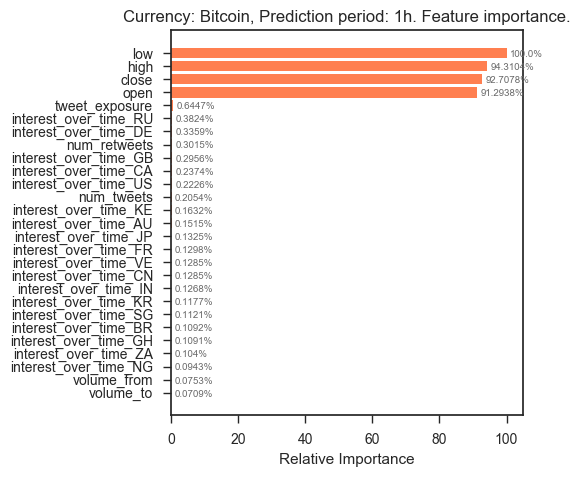 Currency: Bitcoin, Prediction period: 1h. Feature importance.
low 100.0%
high 94.3104%
close 92.7078%
open 91.2938%
tweet_exposure 0.6447%
interest_over_time_RU 0.3824%
interest_over_time_DE 0.3359%
num_retweets 0.3015%
interest_over_time_GB 0.2956%
interest_over_time_CA 0.2374%
interest_over_time_US 0.2226%
num_tweets 0.2054%
interest_over_time_KE 0.1632%
interest_over_time_AU 0.1515%
interest_over_time_JP 0.1325%
interest_over_time_FR 0.1298%
interest_over_time_VE 0.1285%
interest_over_time_CN 0.1285%
interest_over_time_IN 0.1268%
interest_over_time_KR 0.1177%
interest_over_time_SG 0.1121%
interest_over_time_BR 0.1092%
interest_over_time_GH 0.1091%
interest_over_time_ZA 0.104%
interest_over_time_NG 0.0943%
volume_from 0.0753%
volume_to 0.0709%
0 20 40 60 80 100
Relative Importance